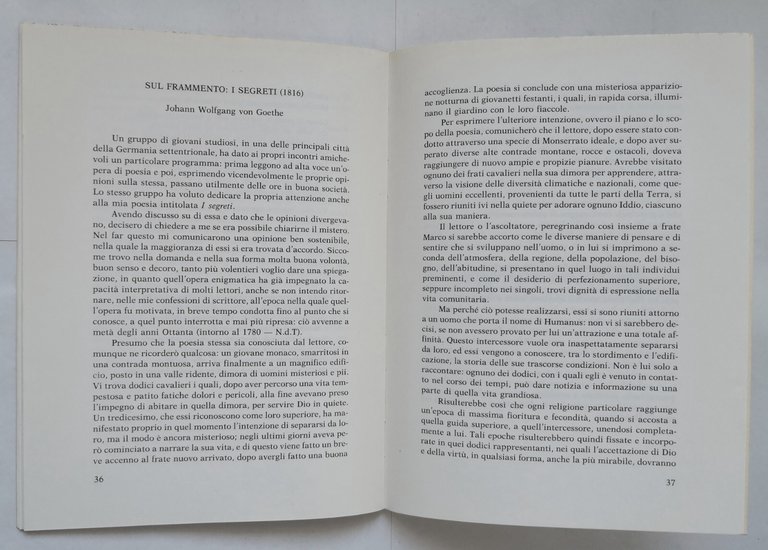 SUL FRAMMENTO: I SEGRETI (1816)
Johann Wolfgang von Goethe
Un gruppo di giovani studiosi, in una delle principali città
della Germania settentrionale, ha dato ai propri incontri amiche-
voli un particolare programma: prima leggono ad alta voce un'o-
pera di poesia e poi, esprimendo vicendevolmente le proprie opi-
nioni sulla stessa, passano utilmente delle ore in buona società.
Lo stesso gruppo ha voluto dedicare la propria attenzione anche
alla mia poesia intitolata I segreti.
Avendo discusso su di essa e dato che le opinioni divergeva-
no, decisero di chiedere a me se era possibile chiarirne il mistero.
Nel far questo mi comunicarono una opinione ben sostenibile,
nella quale la maggioranza di essi si era trovata d'accordo. Sicco-
me trovo nella domanda e nella sua forma molta buona volontà,
buon senso e decoro, tanto più volentieri voglio dare una spiega-
zione, in quanto quell'opera enigmatica ha già impegnato la ca-
pacità interpretativa di molti lettori, anche se non intendo ritor-
nare, nelle mie confessioni di scrittore, all'epoca nella quale quel-
l'opera fu motivata, in breve tempo condotta fino al punto che si
conosce, a quel punto interrotta e mai più ripresa: ciò avvenne a
metà degli anni Ottanta (intorno al 1780 — N.d.T).
Presumo che la poesia stessa sia conosciuta dal lettore, co-
munque ne ricorderò qualcosa: un giovane monaco, smarritosi in
una contrada montuosa, arriva finalmente a un magnifico edifi-
cio, posto in una valle ridente, dimora di uomini misteriosi e pii.
Vi trova dodici cavalieri i quali, dopo aver percorso una vita tem-
pestosa e patito fatiche dolori e pericoli, alla fine avevano preso
l'impegno di abitare in quella dimora, per servire Dio in quiete.
Un tredicesimo, che essi riconoscono come loro superiore, ha ma-
nifestato proprio in quel momento l'intenzione di separarsi da lo-
ro, ma il modo è ancora misterioso; negli ultimi giorni aveva pe-
rò cominciato a narrare la sua vita, e di questo viene fatto un bre-
ve accenno al frate nuovo arrivato, dopo avergli fatto una buona
36
accoglienza. La poesia si conclude con una misteriosa apparizio-
ne notturna di giovanetti festanti, i quali, in rapida corsa, illumi-
nano il giardino con le loro fiaccole.
Per esprimere l'ulteriore intenzione, ovvero il piano e lo sco-
po della poesia, comunicherò che il lettore, dopo essere stato con-
dotto attraverso una specie di Monserrato ideale, e dopo aver su-
perato diverse alte contrade montane, rocce e ostacoli, doveva
raggiungere di nuovo ampie e propizie pianure. Avrebbe visitato
ognuno dei frati cavalieri nella sua dimora per apprendere, attra-
verso la visione delle diversità climatiche e nazionali, come que-
gli uomini eccellenti, provenienti da tutte le parti della Terra, si
fossero riuniti ivi nella quiete per adorare ognuno Iddio, ciascuno
alla sua maniera.
Il lettore o l'ascoltatore, peregrinando così insieme a frate
Marco si sarebbe accorto come le diverse maniere di pensare e di
sentire che si sviluppano nell'uomo, o in lui si imprimono a se-
conda dell'atmosfera, della regione, della popolazione, del biso-
gno, dell'abitudine, si presentano in quel luogo in tali individui
preminenti, e come il desiderio di perfezionamento superiore,
seppure incompleto nei singoli, trovi dignità di espressione nella
vita comunitaria.
Ma perché ciò potesse realizzarsi, essi si sono riuniti attorno
a un uomo che porta il nome di Humanus: non vi si sarebbero de-
cisi, se non avessero provato per lui un'attrazione e una totale af-
finità. Questo intercessore vuole ora inaspettatamente separarsi
da loro, ed essi vengono a conoscere, tra lo stordimento e l'edifi-
cazione, la storia delle sue trascorse condizioni. Non è lui solo a
raccontare: ognuno dei dodici, con i quali egli è venuto in contat-
to nel corso dei tempi, può dare notizia e informazione su una
parte di quella vita grandiosa.
Risulterebbe così che ogni religione particolare raggiunge
un'epoca di massima fioritura e fecondità, quando si accosta a
quella guida superiore, a quell'intercessore, unendosi completa-
mente a lui. Tali epoche risulterebbero quindi fissate e incorpo-
rate in quei dodici rappresentanti, nei quali l'accettazione di Dio
e della virtù, in qualsiasi forma, anche la più mirabile, dovranno
37